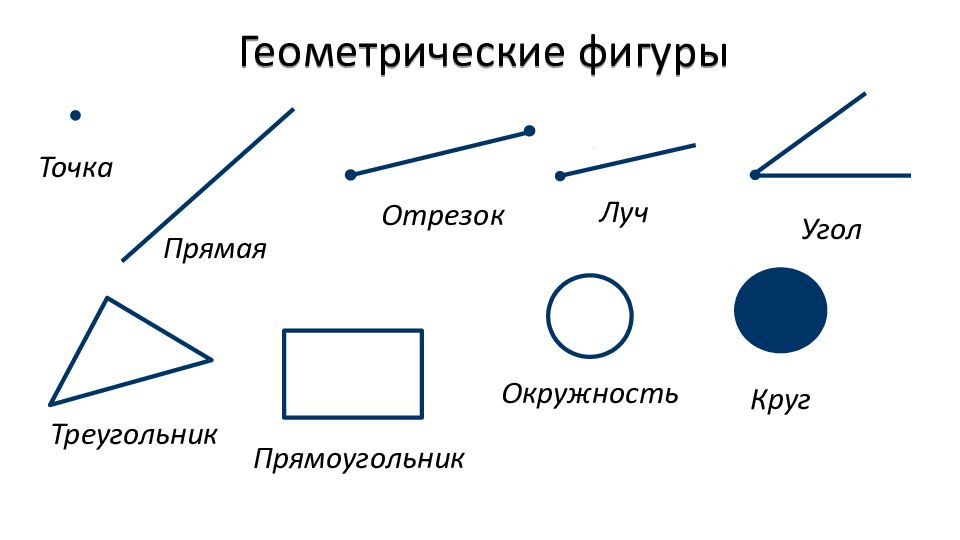 Геометрические фигуры
Точка
Прямая
Отрезок
Луч
Угол
Треугольник
Прямоугольник
Окружность
Круг